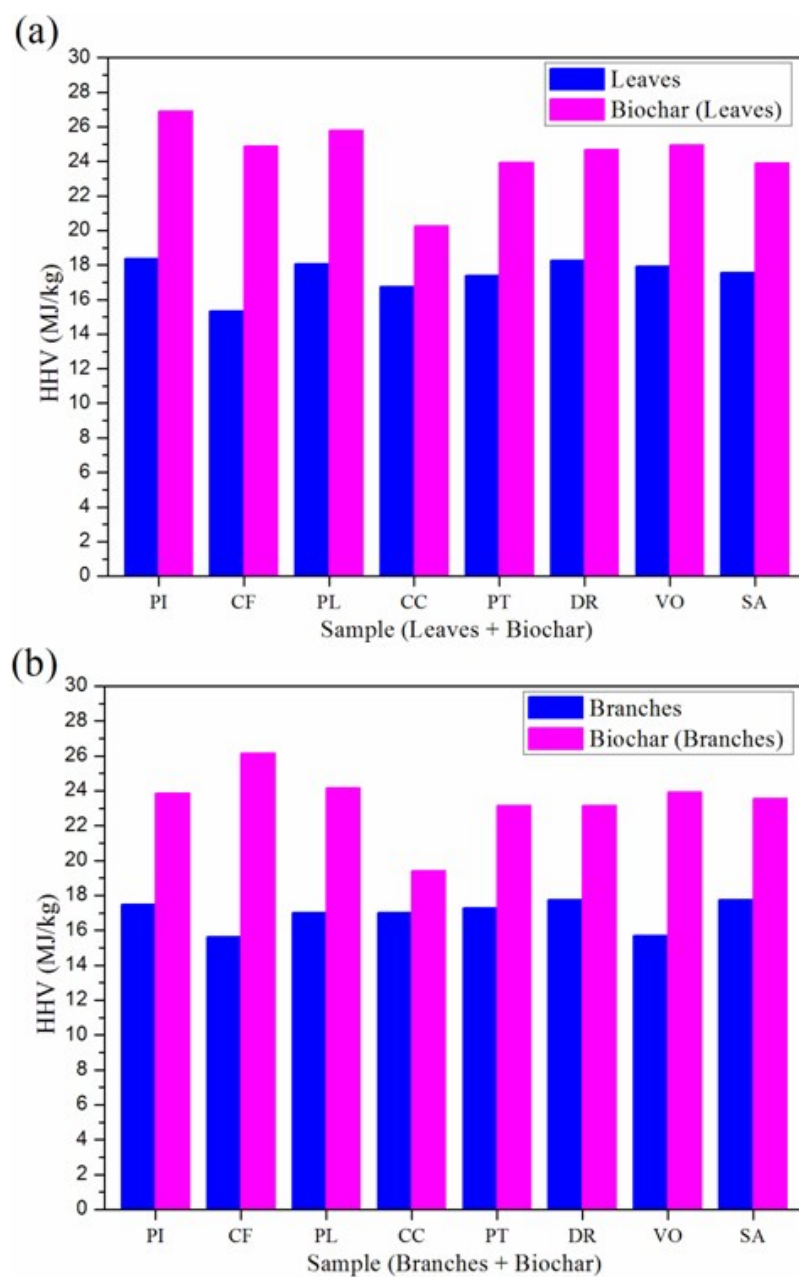 (a)
30
28
26
24
22
20
18
16
14
12
10
8
6
4
2
0
HHV (MJ/kg)
Leaves
Biochar (Leaves)
PI CF PL CC PT DR VO SA
Sample (Leaves + Biochar)
(b)
30
28
26
24
22
20
18
16
14
12
10
8
6
4
2
0
HHV (MJ/kg)
Branches
Biochar (Branches)
PI CF PL CC PT DR VO SA
Sample (Branches + Biochar)